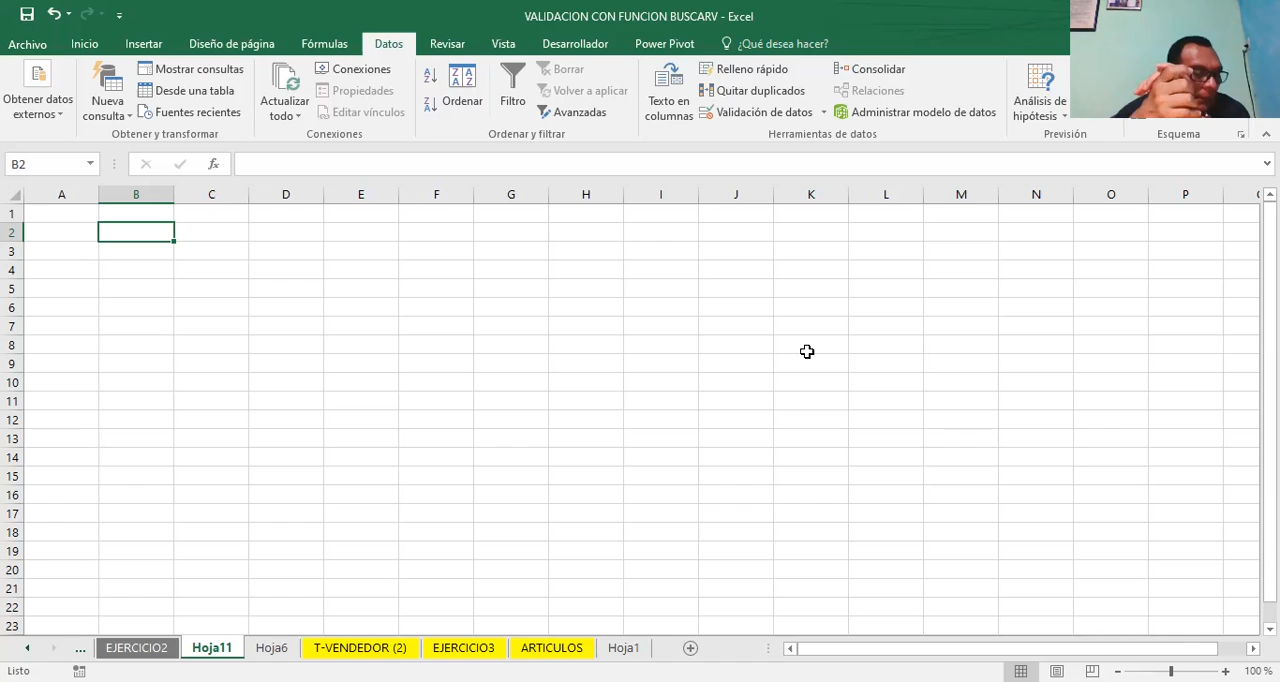 VALIDACION CON FUNCION BUSCARV - Excel
Archivo Inicio Insertar Diseño de página Fórmulas Datos Revisar Vista Desarrollador Power Pivot ¿Qué desea hacer?
Obtener datos externos
Nueva consulta
Mostrar consultas
Desde una tabla
Fuentes recientes
Obtener y transformar
Actualizar todo
Conexiones
Propiedades
Editar vínculos
Conexiones
Ordenar
Filtro
Borrar
Volver a aplicar
Avanzadas
Ordenar y filtrar
Texto en columnas
Relleno rápido
Quitar duplicados
Validación de datos
Consolidar
Relaciones
Administrar modelo de datos
Herramientas de datos
Análisis de hipótesis
Previsión
Esquema
B2 fx
A B C D E F G H I J K L M N O P
1
2
3
4
5
6
7
8
9
10
11
12
13
14
15
16
17
18
19
20
21
22
23
... EJERCICIO2 Hoja11 Hoja6 T-VENDEDOR (2) EJERCICIO3 ARTICULOS Hoja1
Listo 100 %